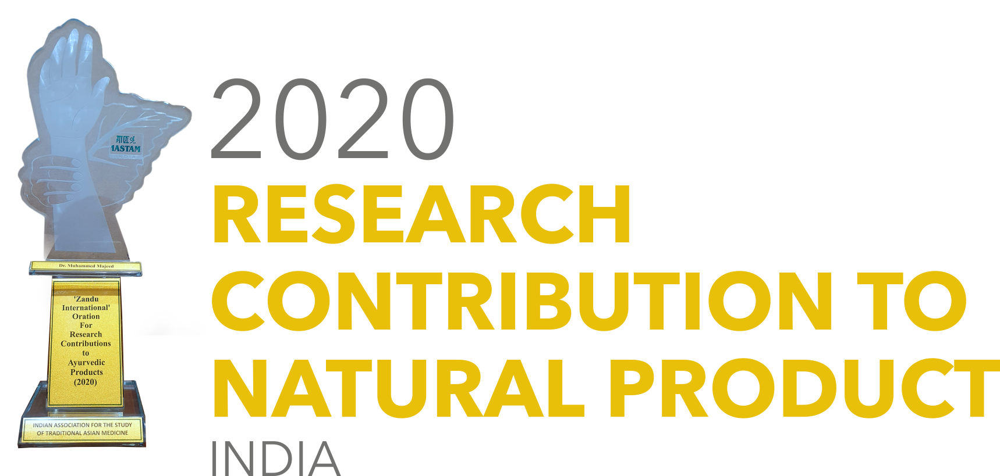 IASTAM
Dr. Muhammed Majeed
'Zandu
International'
Oration
For
Research
Contributions
to
Ayurvedic
Products
(2020)
INDIAN ASSOCIATION FOR THE STUDY
OF TRADITIONAL ASIAN MEDICINE
2020
RESEARCH
CONTRIBUTION TO
NATURAL PRODUCT
INDIA